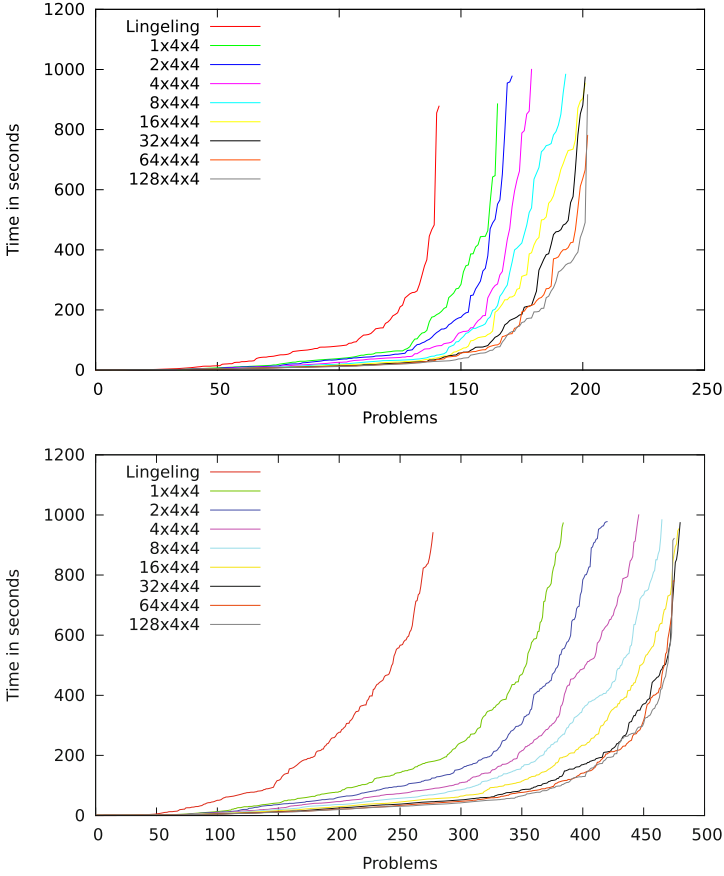 1200
1000
800
600
400
200
0
Time in seconds
Lingeling
1x4x4
2x4x4
4x4x4
8x4x4
16x4x4
32x4x4
64x4x4
128x4x4
0 50 100 150 200 250
Problems
1200
1000
800
600
400
200
0
Time in seconds
Lingeling
1x4x4
2x4x4
4x4x4
8x4x4
16x4x4
32x4x4
64x4x4
128x4x4
0 50 100 150 200 250 300 350 400 450 500
Problems